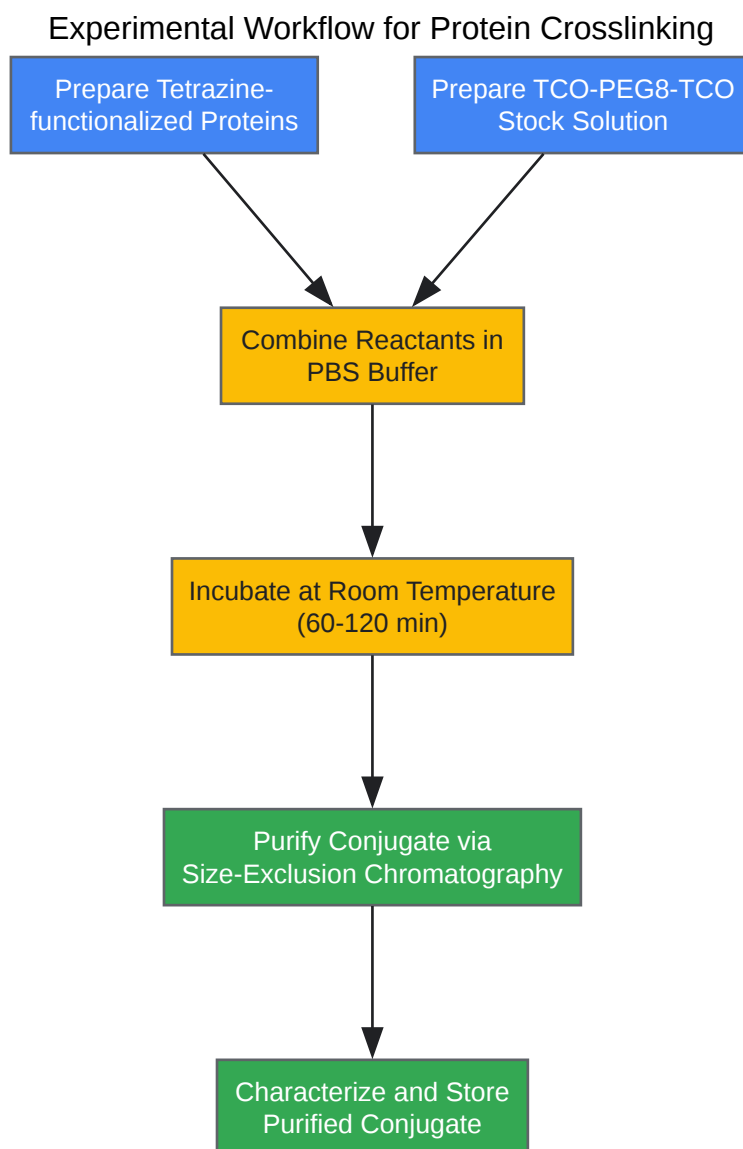 Experimental Workflow for Protein Crosslinking
Prepare Tetrazine-
functionalized Proteins
Prepare TCO-PEG8-TCO
Stock Solution
Combine Reactants in
PBS Buffer
Incubate at Room Temperature
(60-120 min)
Purify Conjugate via
Size-Exclusion Chromatography
Characterize and Store
Purified Conjugate